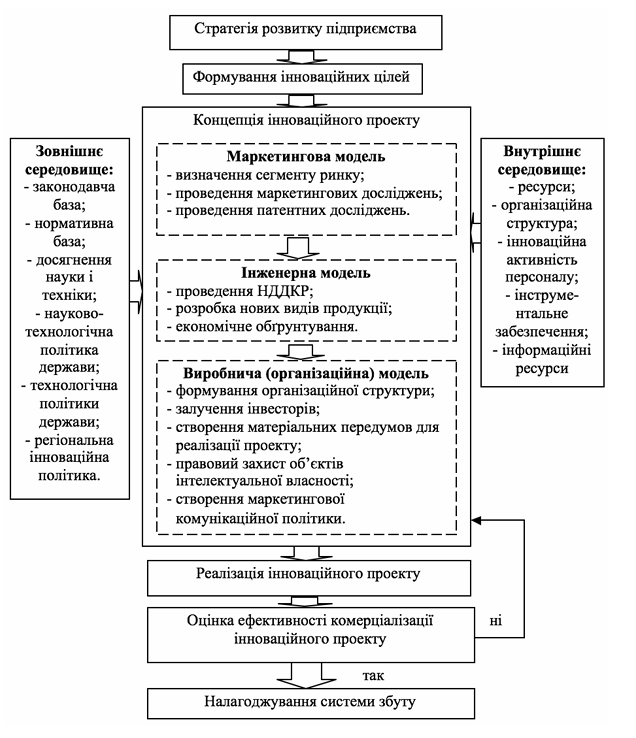 Стратегія розвитку підприємства
Формування інноваційних цілей
Концепція інноваційного проекту
Зовнішнє
середовище:
- законодавча
база;
- нормативна
база;
- досягнення
науки і
техніки;
- науково-
технологічна
політика
держави;
- технологічна
політики
держави;
- регіональна
інноваційна
політика.
Маркетингова модель
- визначення сегменту ринку;
- проведення маркетингових досліджень;
- проведення патентних досліджень.
Інженерна модель
- проведення НДДКР;
- розробка нових видів продукції;
- економічне обґрунтування.
Виробнича (організаційна) модель
- формування організаційної структури;
- залучення інвесторів;
- створення матеріальних передумов для
реалізації проекту;
- правовий захист об’єктів
інтелектуальної власності;
- створення маркетингової
комунікаційної політики.
Внутрішнє
середовище:
- ресурси;
- організаційна
структура;
- інноваційна
активність
персоналу;
- інструме-
нтальне
забезпечення;
- інформаційні
ресурси
Реалізація інноваційного проекту
Оцінка ефективності комерціалізації
інноваційного проекту
ні
так
Налагоджування системи збуту